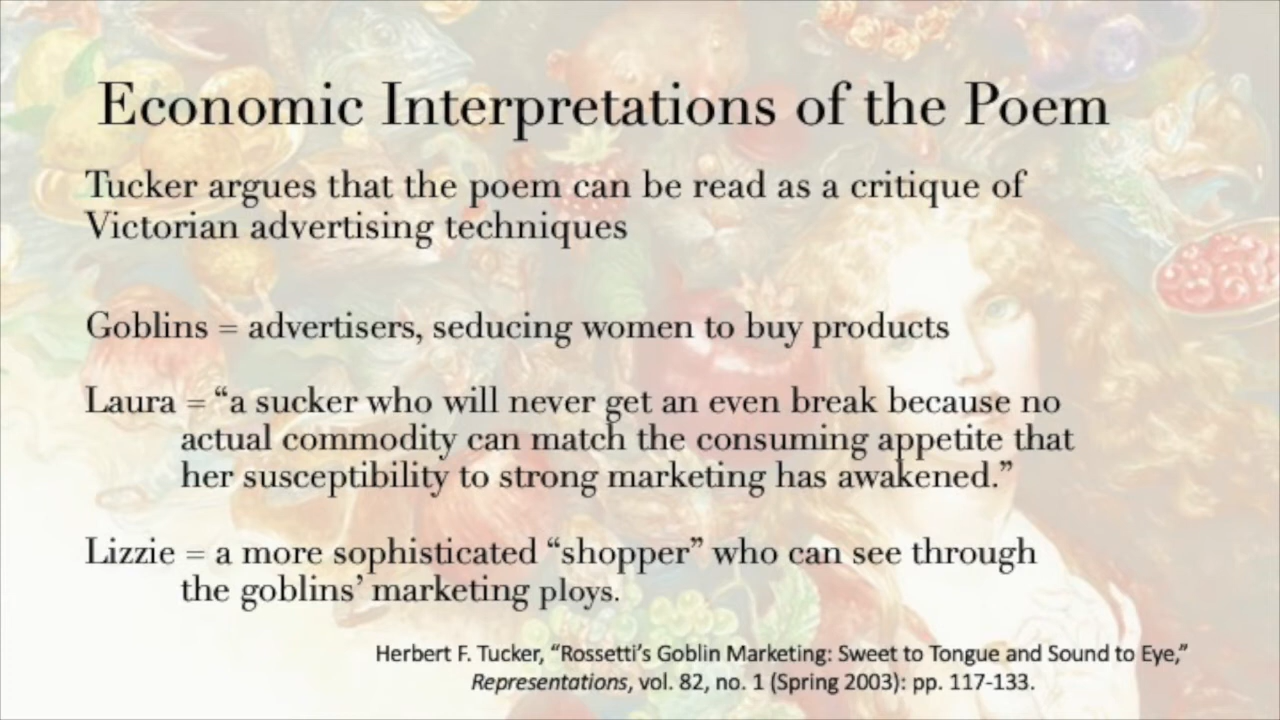 Economic Interpretations of the Poem
Tucker argues that the poem can be read as a critique of
Victorian advertising techniques
Goblins = advertisers, seducing women to buy products
Laura = “a sucker who will never get an even break because no
actual commodity can match the consuming appetite that
her susceptibility to strong marketing has awakened.”
Lizzie = a more sophisticated “shopper” who can see through
the goblins’ marketing ploys.
Herbert F. Tucker, “Rossetti’s Goblin Marketing: Sweet to Tongue and Sound to Eye,”
Representations, vol. 82, no. 1 (Spring 2003): pp. 117-133.